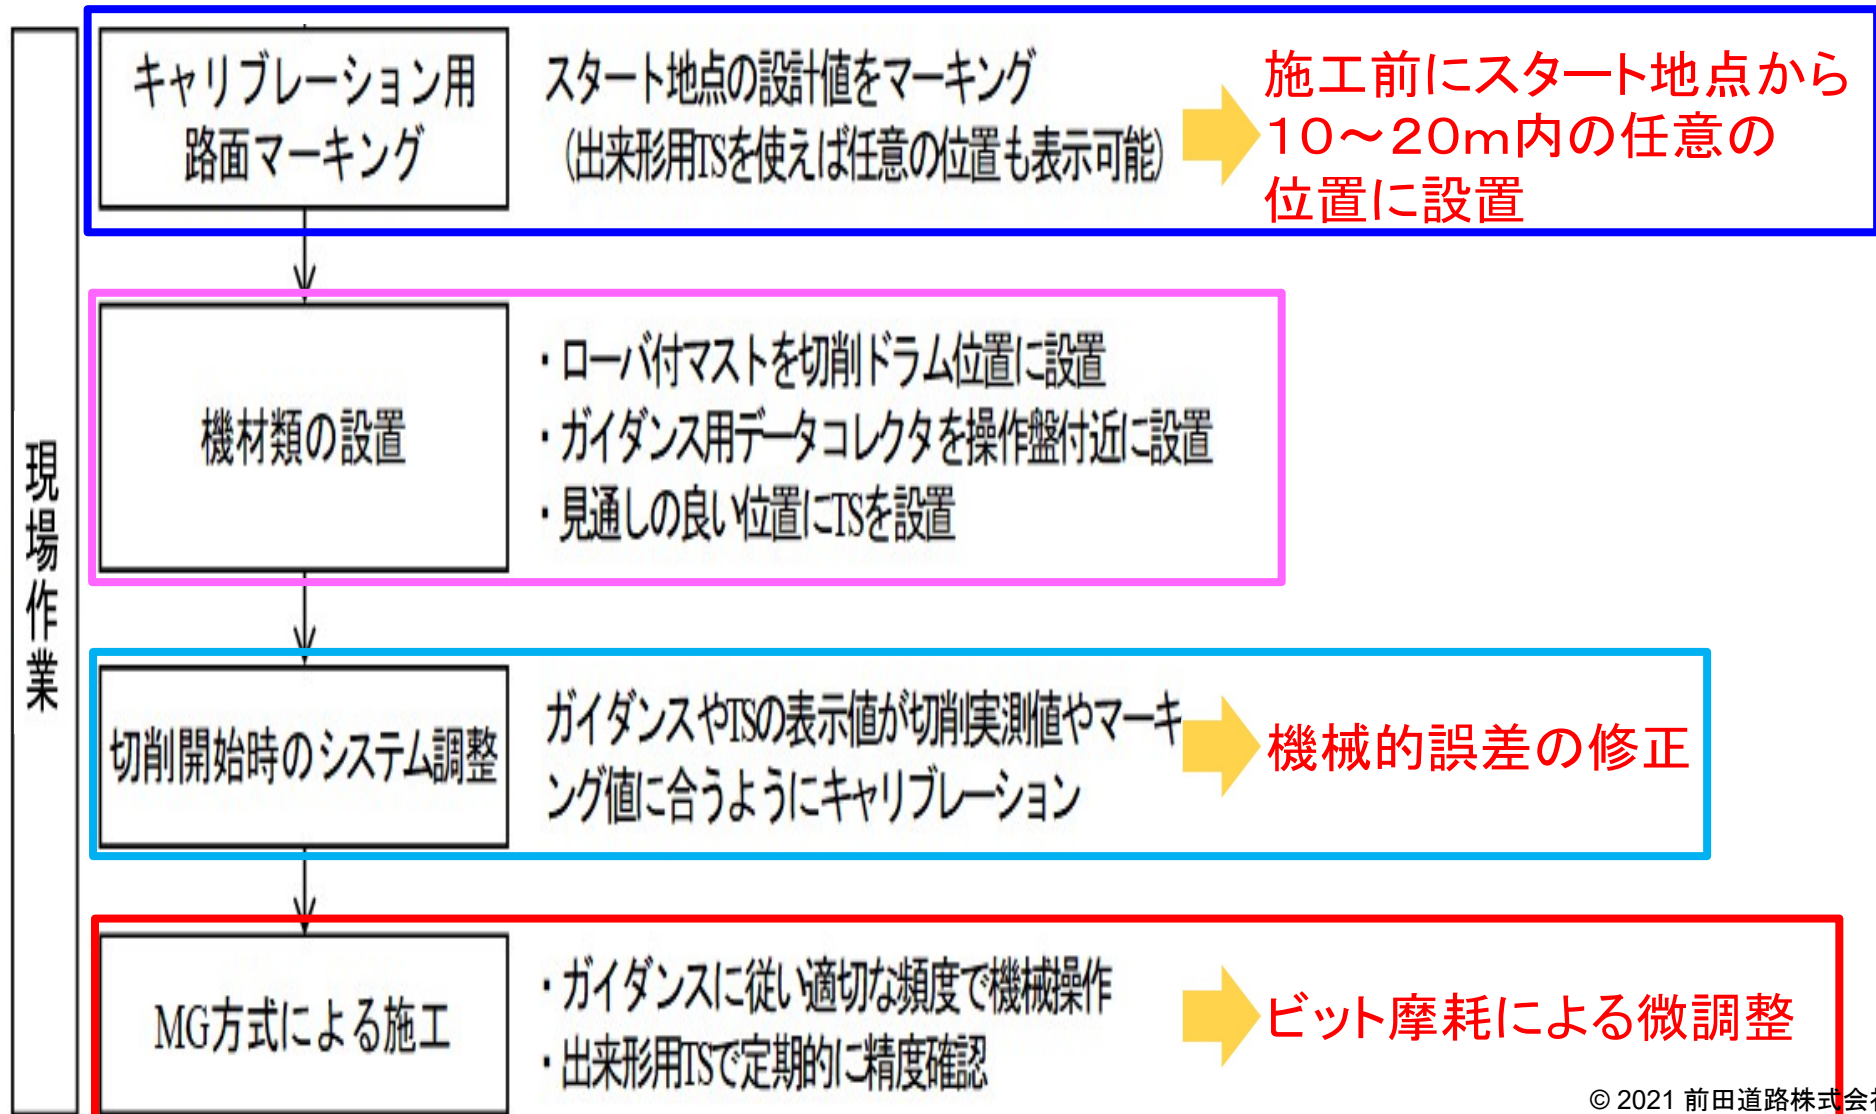 現場作業
キャリブレーション用
路面マーキング
スタート地点の設計値をマーキング
（出来形用TSを使えば任意の位置も表示可能）
施工前にスタート地点から
10～20m内の任意の
位置に設置
機材類の設置
・ローバ付マストを切削ドラム位置に設置
・ガイダンス用データコレクタを操作盤付近に設置
・見通しの良い位置にTSを設置
切削開始時のシステム調整
ガイダンスやTSの表示値が切削実測値やマーキ
ング値に合うようにキャリブレーション
機械的誤差の修正
MG方式による施工
・ガイダンスに従い適切な頻度で機械操作
・出来形用TSで定期的に精度確認
ビット摩耗による微調整
© 2021 前田道路株式会社